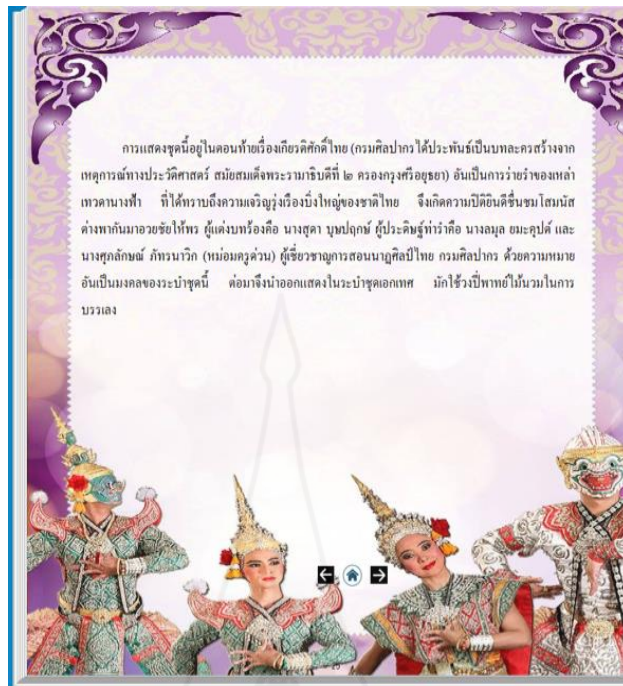 การแสดงชุดนี้อยู่ในตอนท้ายเรื่องเกียรติศักดิ์ไทย (กรมศิลปากรได้ประพันธ์เป็นบทละครสร้างจาก
เหตุการณ์ทางประวัติศาสตร์ สมัยสมเด็จพระรามาธิบดีที่ ๒ ครองกรุงศรีอยุธยา) อันเป็นการร่ายรำของเหล่า
เทวดานางฟ้า ที่ได้ทราบถึงความเจริญรุ่งเรืองยิ่งใหญ่ของชาติไทย จึงเกิดความปิติยินดีชื่นชมโสมนัส
ต่างพากันมาอวยชัยให้พร ผู้แต่งบทร้องคือ นางสุดา บุษปฤกษ์ ผู้ประดิษฐ์ท่ารำคือ นางลมุล ยมะคุปต์ และ
นางศุภลักษณ์ ภัทรนาวิก (หม่อมครูต่วน) ผู้เชี่ยวชาญการสอนนาฏศิลป์ไทย กรมศิลปากร ด้วยความหมาย
อันเป็นมงคลของระบำชุดนี้ ต่อมาจึงนำออกแสดงในระบำชุดเอกเทศ มักใช้วงปี่พาทย์ไม้นวมในการ
บรรเลง